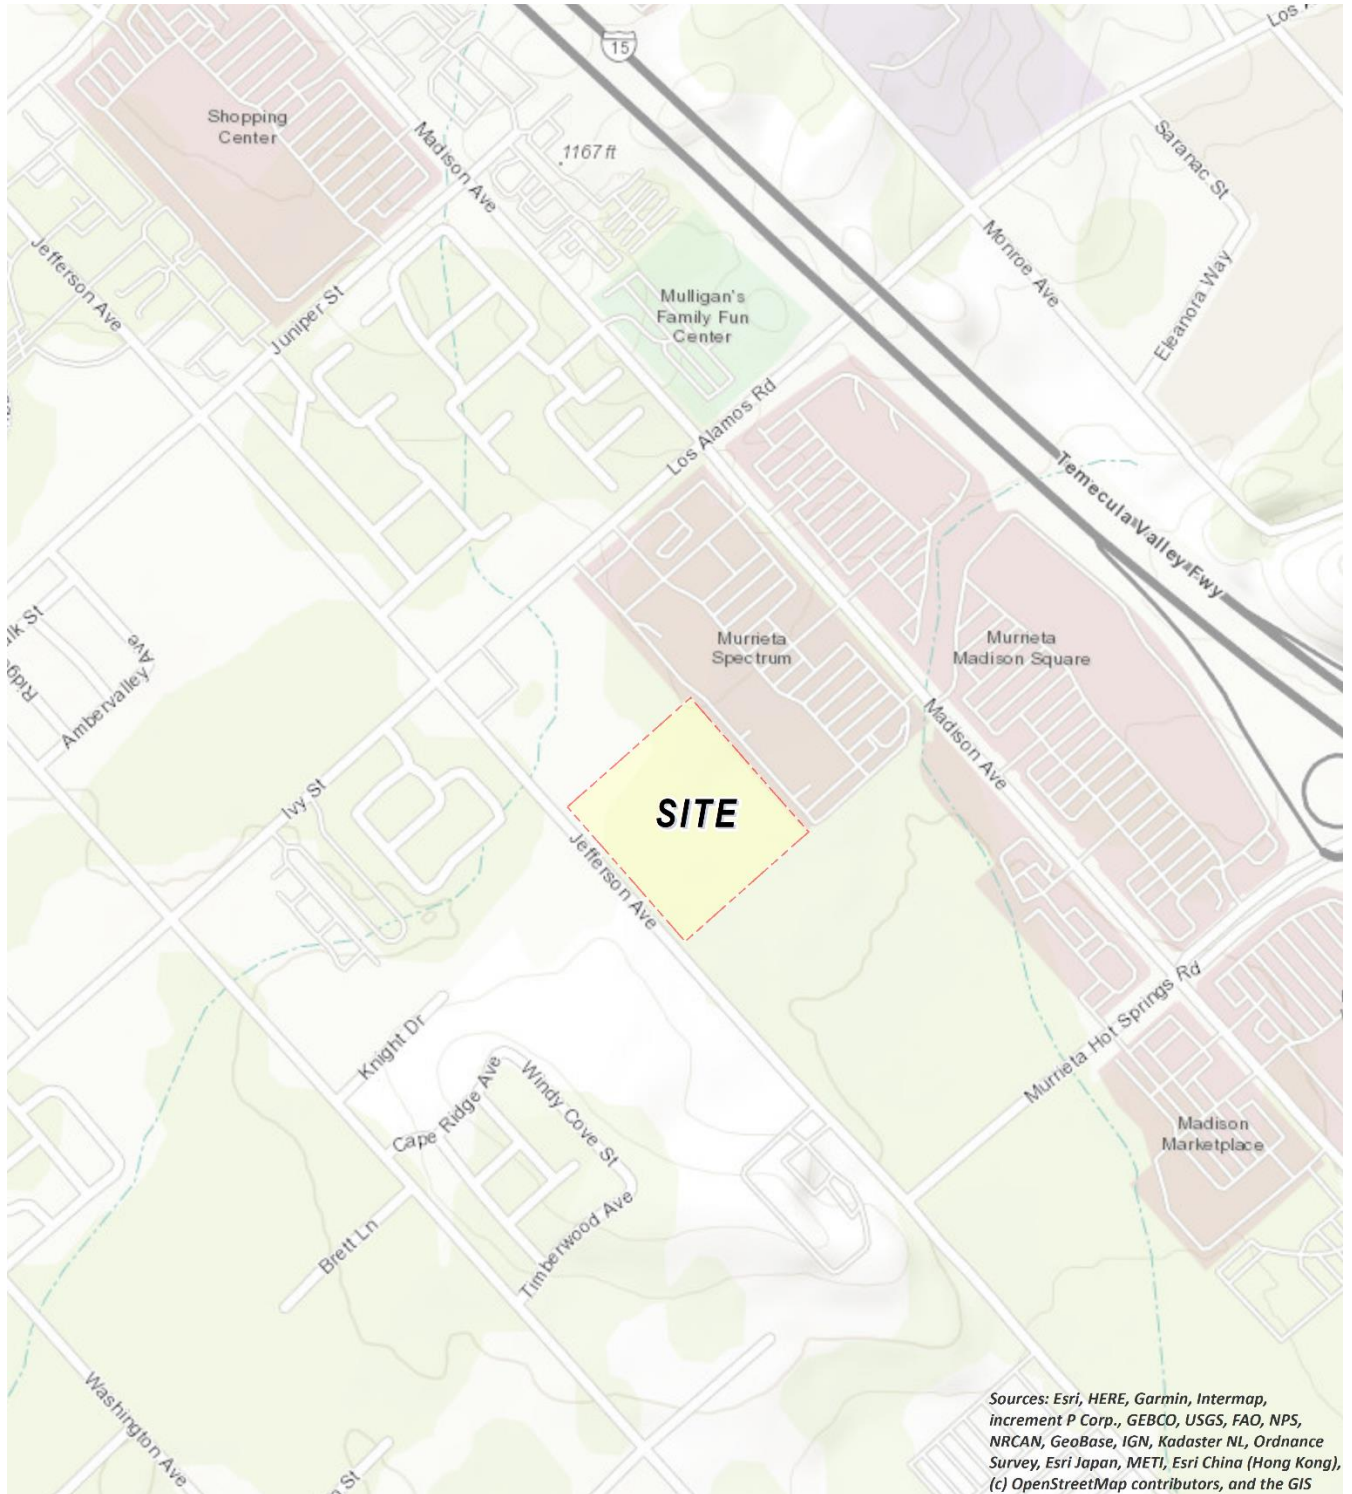 Los
15
Shopping
Center
Madison Ave
1167 ft
Saranac St
Jefferson Ave
Monroe Ave
Eleanora Way
Juniper St
Mulligan's
Family Fun
Center
Los Alamos Rd
Temecula Valley Fwy
Murrieta
Spectrum
Murrieta
Madison Square
lk St
Ridg
Ambervalley Ave
Madison Ave
Ivy St
SITE
Jefferson Ave
Murrieta Hot Springs Rd
Knight Dr
Cape Ridge Ave
Windy Cove St
Madison
Marketplace
Brett Ln
Timberwood Ave
Washington Ave
St
Sources: Esri, HERE, Garmin, Intermap,
increment P Corp., GEBCO, USGS, FAO, NPS,
NRCAN, GeoBase, IGN, Kadaster NL, Ordnance
Survey, Esri Japan, METI, Esri China (Hong Kong),
(c) OpenStreetMap contributors, and the GIS